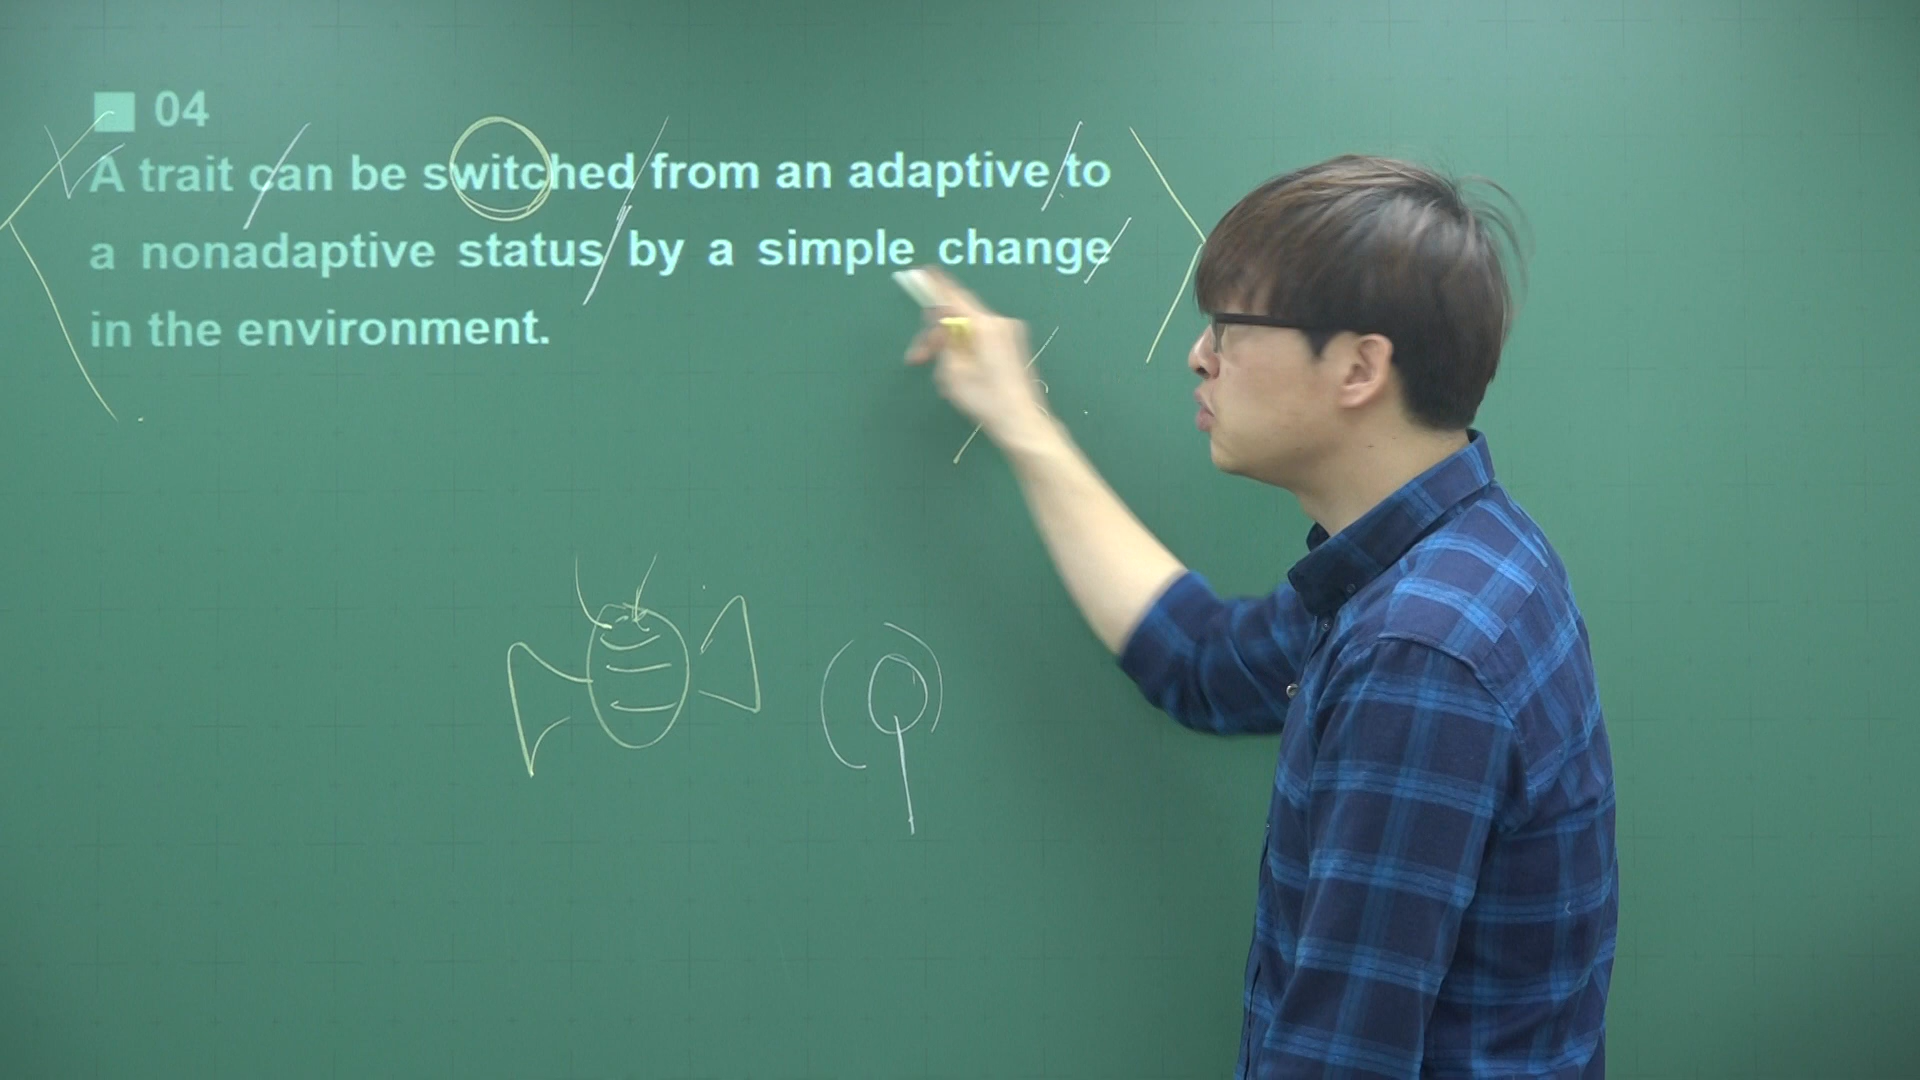 04
A trait can be switched from an adaptive to
a nonadaptive status by a simple change
in the environment.